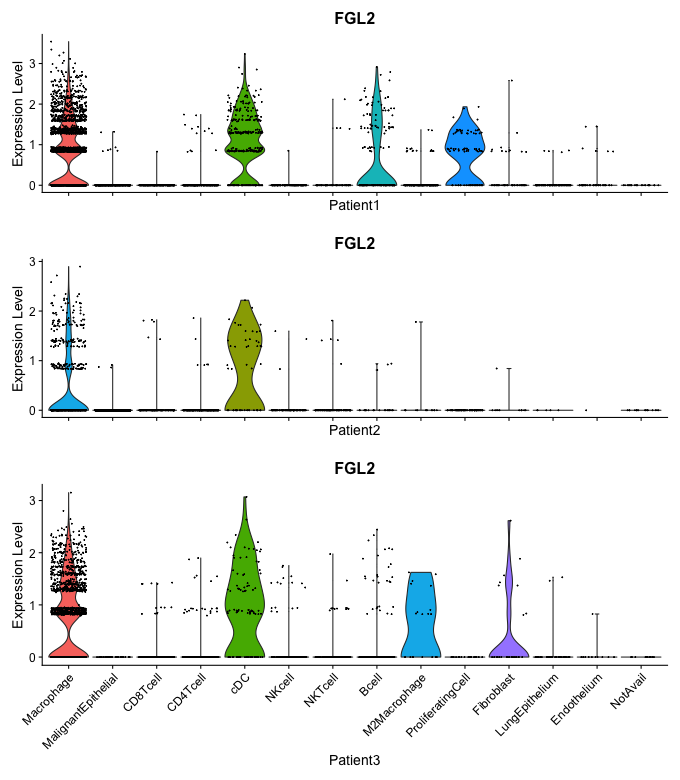 FGL2
Expression Level
3
2
1
0
Patient1
FGL2
Expression Level
3
2
1
0
Patient2
FGL2
Expression Level
3
2
1
0
Macrophage
MalignantEpithelial
CD8Tcell
CD4Tcell
cDC
NKcell
NKTcell
Bcell
M2Macrophage
ProliferatingCell
Fibroblast
LungEpithelium
Endothelium
NotAvail
Patient3